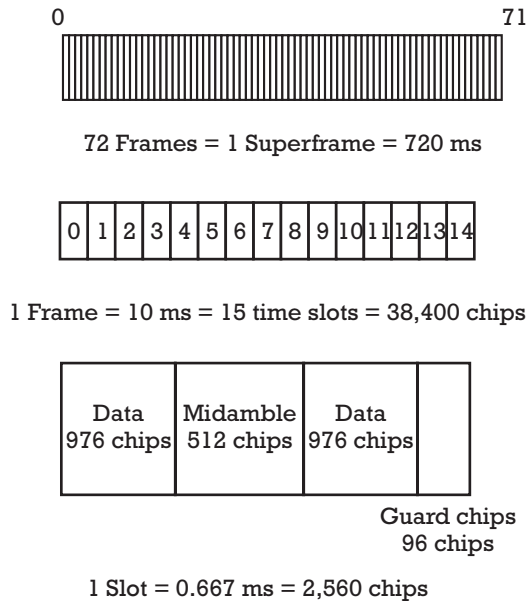 0 71
72 Frames = 1 Superframe = 720 ms
0 1 2 3 4 5 6 7 8 9 10 11 12 13 14
1 Frame = 10 ms = 15 time slots = 38,400 chips
Data Midamble Data
976 chips 512 chips 976 chips
Guard chips
96 chips
1 Slot = 0.667 ms = 2,560 chips